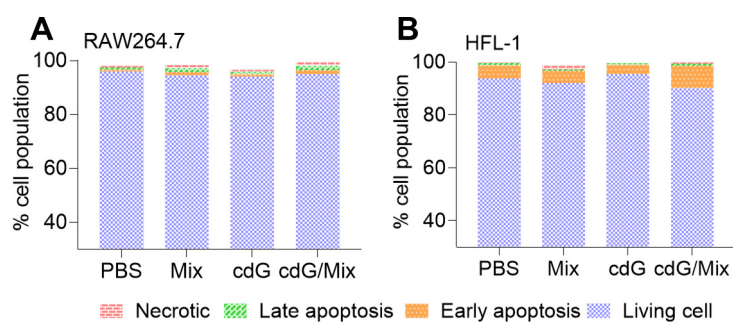 A
RAW264.7
% cell population
100
80
60
40
PBS Mix cdG cdG/Mix
B
HFL-1
% cell population
100
80
60
40
PBS Mix cdG cdG/Mix
Necrotic Late apoptosis Early apoptosis Living cell